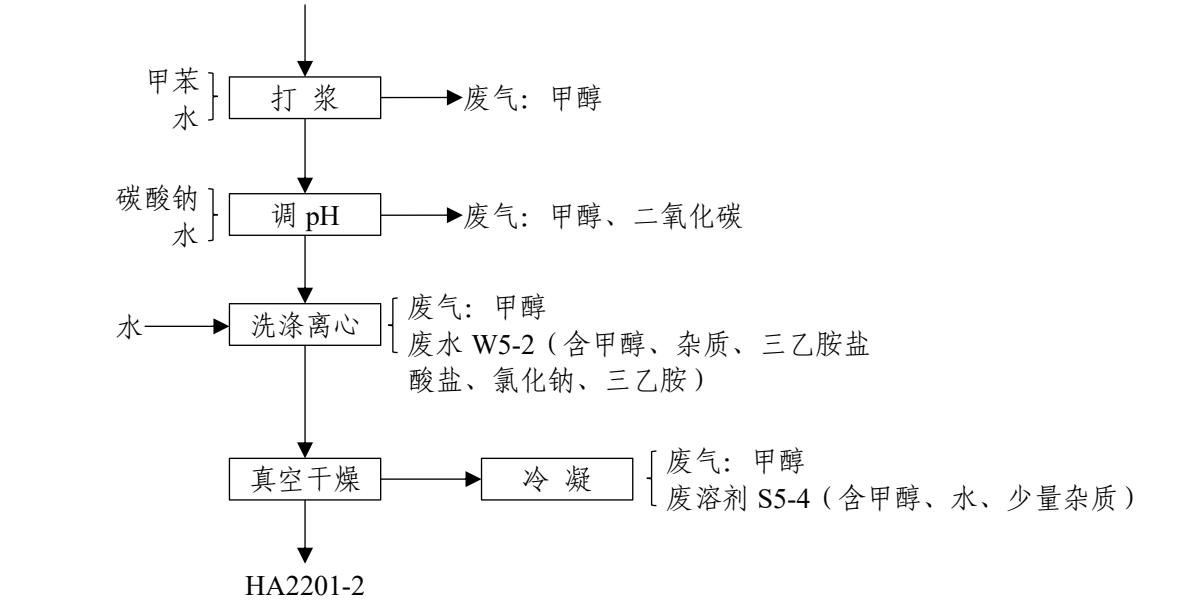 甲苯
水
打 浆
废气：甲醇
碳酸钠
水
调 pH
废气：甲醇、二氧化碳
水
洗涤离心
废气：甲醇
废水 W5-2（含甲醇、杂质、三乙胺盐
酸盐、氯化钠、三乙胺）
真空干燥
冷 凝
废气：甲醇
废溶剂 S5-4（含甲醇、水、少量杂质）
HA2201-2